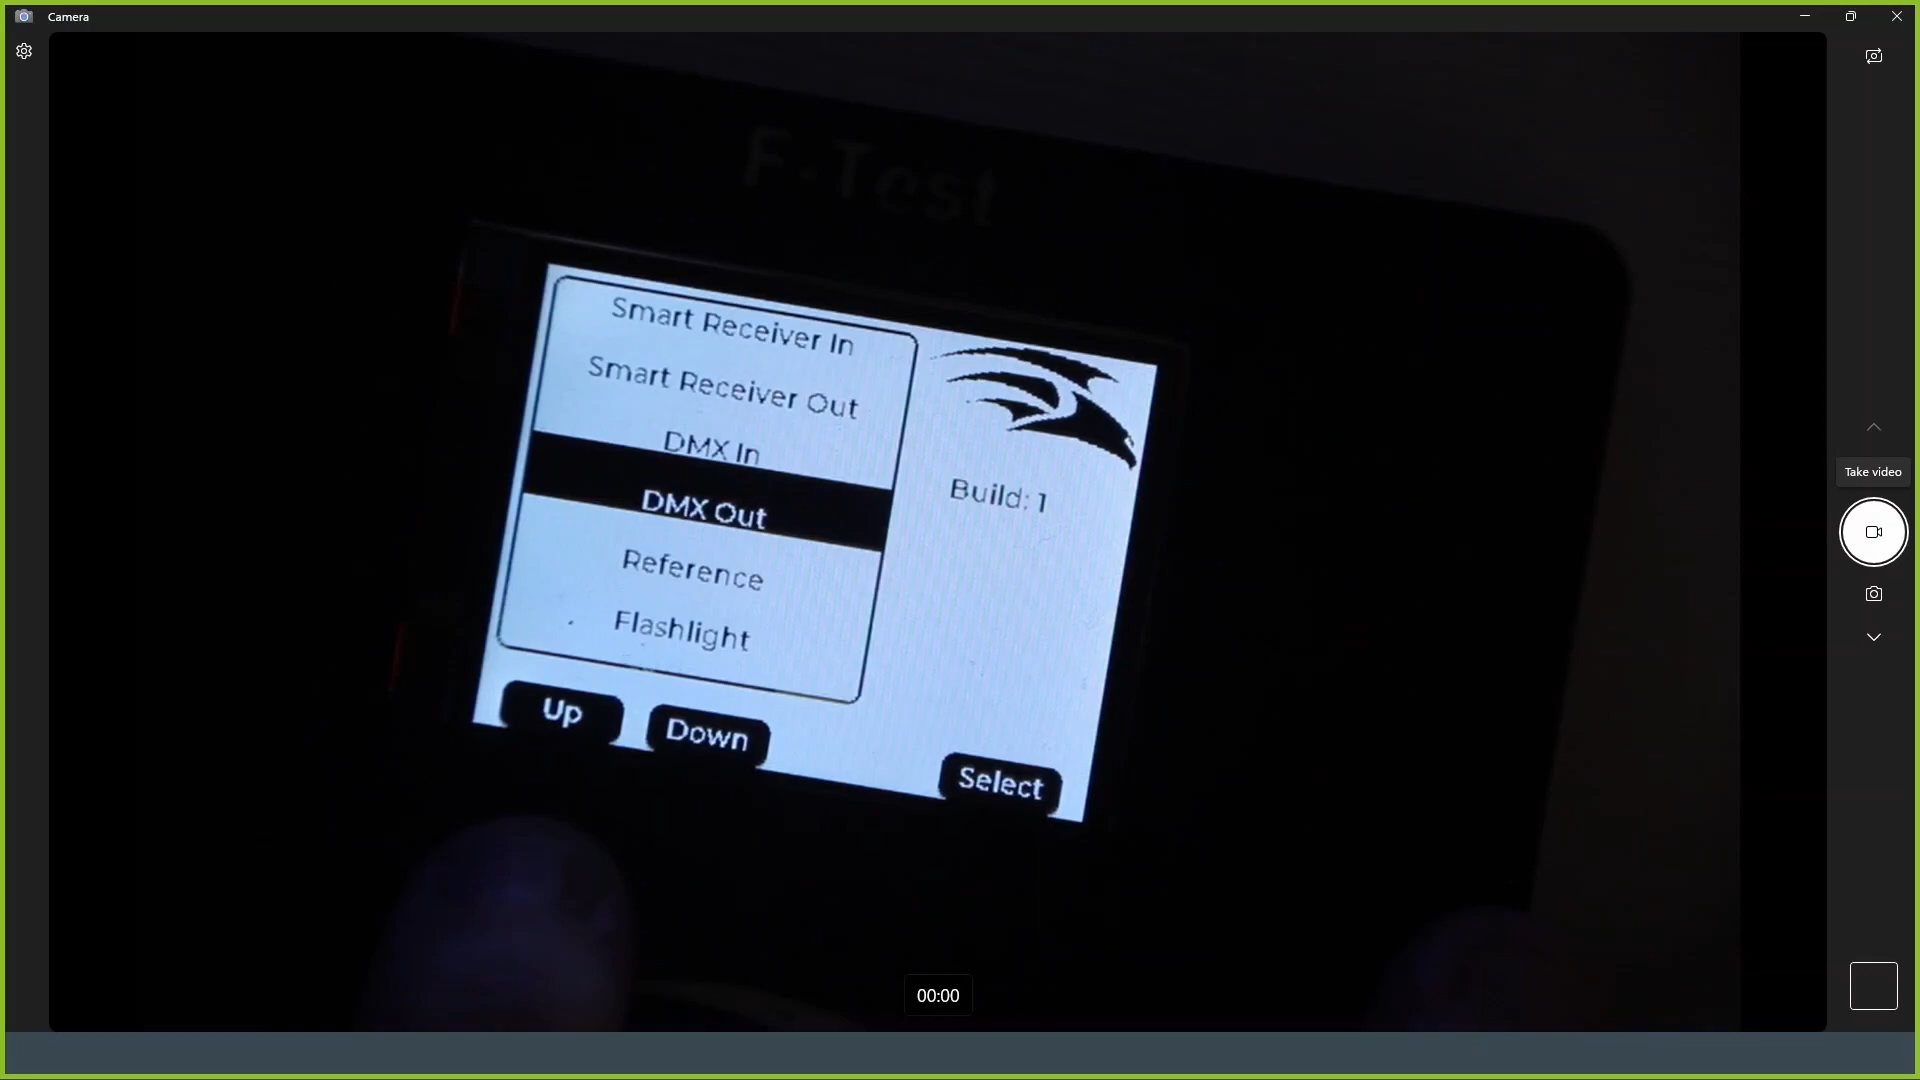 Camera
F-Test
Smart Receiver In
Smart Receiver Out
DMX In
DMX Out
Reference
Flashlight
Build: 1
Up
Down
Select
Take video
00:00